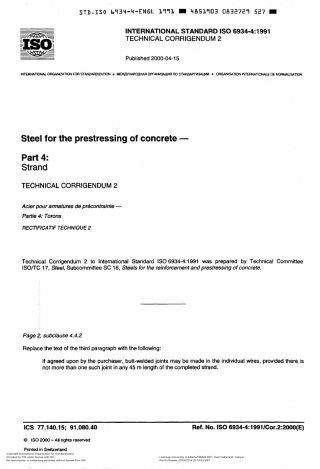 STD.ISO 6934-4-ENGL 1991 4851903 0832729 527
INTERNATIONAL STANDARD ISO 6934-4:1991
TECHNICAL CORRIGENDUM 2
ISO
Published 2000-04-15
INTERNATIONAL ORGANIZATION FOR STANDARDIZATION • МЕЖДУНАРОДНАЯ ОРГАНИЗАЦИЯ ПО СТАНДАРТИЗАЦИИ • ORGANISATION INTERNATIONALE DE NORMALISATION
Steel for the prestressing of concrete —
Part 4:
Strand
TECHNICAL CORRIGENDUM 2
Acier pour armatures de précontrainte —
Partie 4: Torons
RECTIFICATIF TECHNIQUE 2
Technical Corrigendum 2 to International Standard ISO 6934-4:1991 was prepared by Technical Committee
ISO/TC 17, Steel, Subcommittee SC 16, Steels for the reinforcement and prestressing of concrete.
Page 2, subclause 4.4.2
Replace the text of the third paragraph with the following:
If agreed upon by the purchaser, butt-welded joints may be made in the individual wires, provided there is
not more than one such joint in any 45 m length of the completed strand.
ICS 77.140.15; 91.080.40
Ref. No. ISO 6934-4:1991/Cor.2:2000(E)
© ISO 2000 – All rights reserved
Printed in Switzerland